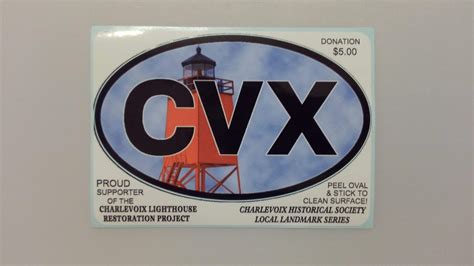 DONATION
$5.00
CVX
PROUD
SUPPORTER
OF THE
CHARLEVOIX LIGHTHOUSE
RESTORATION PROJECT
PEEL OVAL
& STICK TO
CLEAN SURFACE!
CHARLEVOIX HISTORICAL SOCIETY
LOCAL LANDMARK SERIES